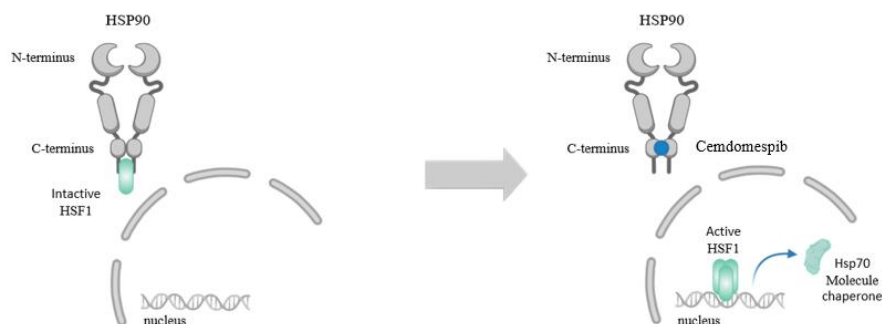 HSP90
N-terminus
C-terminus
Intactive
HSF1
nucleus
HSP90
N-terminus
C-terminus
Cemdomespib
Active
HSF1
Hsp70
Molecule
chaperone
nucleus